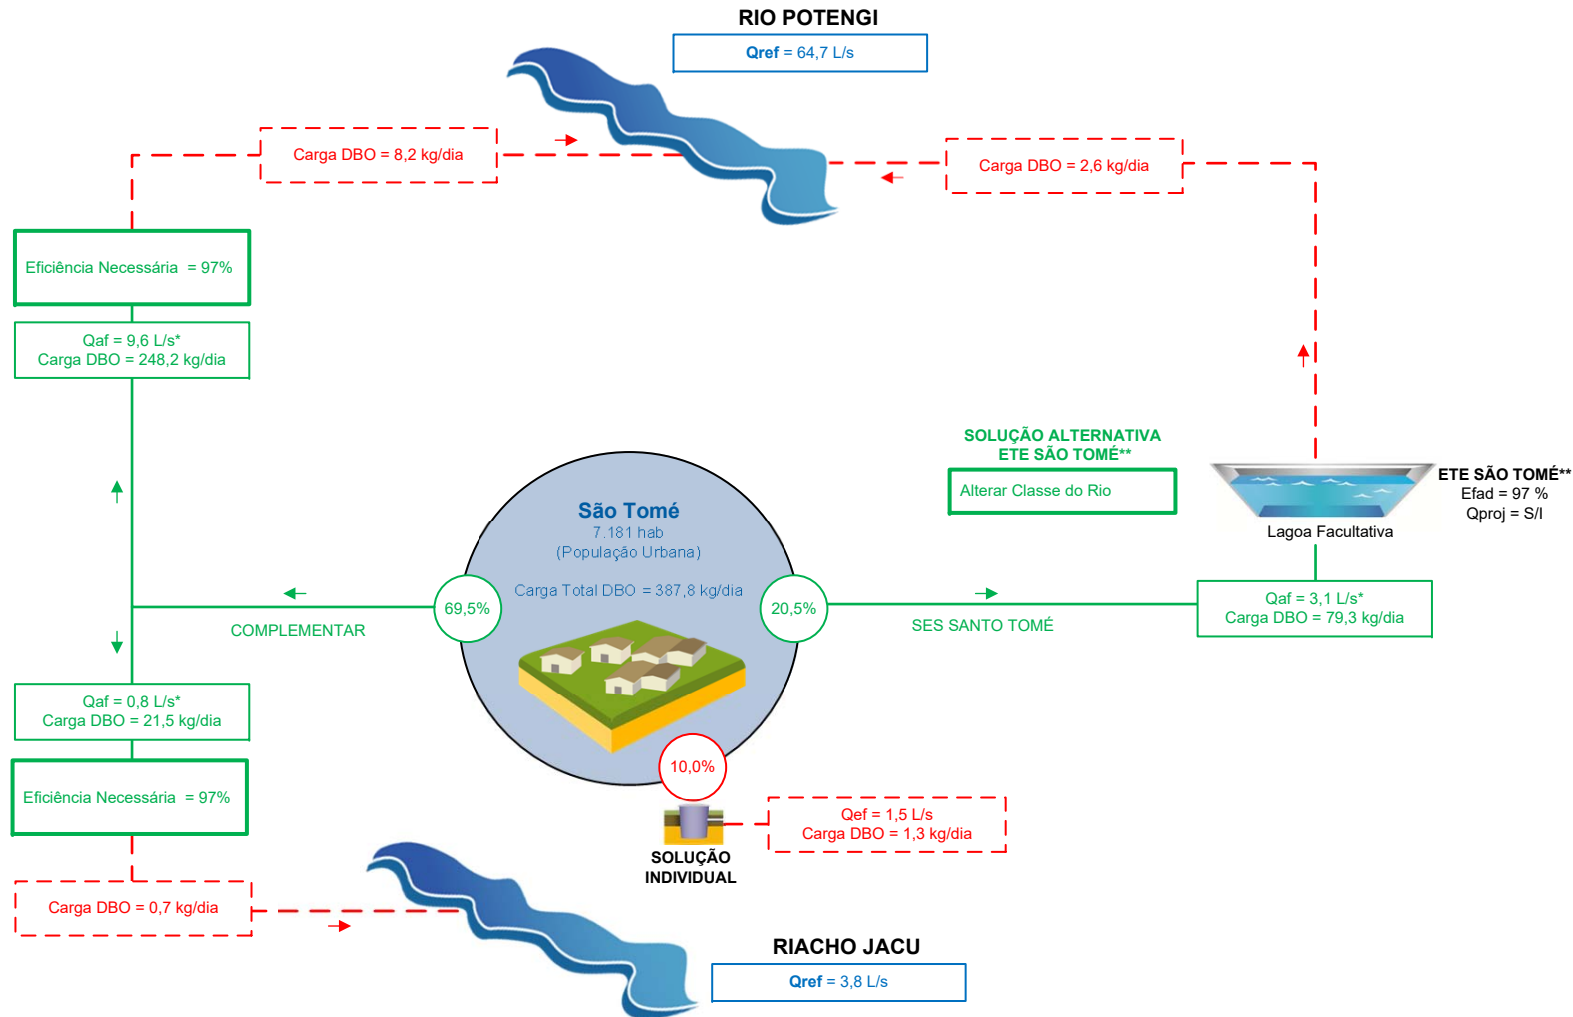 RIO POTENGI
Qref = 64,7 L/s
Carga DBO = 8,2 kg/dia
Carga DBO = 2,6 kg/dia
Eficiência Necessária = 97%
Qaf = 9,6 L/s*
Carga DBO = 248,2 kg/dia
SOLUÇÃO ALTERNATIVA
ETE SÃO TOMÉ**
Alterar Classe do Rio
ETE SÃO TOMÉ**
Efad = 97 %
Qproj = S/I
Lagoa Facultativa
São Tomé
7.181 hab
(População Urbana)
Carga Total DBO = 387,8 kg/dia
69,5%
20,5%
COMPLEMENTAR
SES SANTO TOMÉ
Qaf = 3,1 L/s*
Carga DBO = 79,3 kg/dia
Qaf = 0,8 L/s*
Carga DBO = 21,5 kg/dia
10,0%
Eficiência Necessária = 97%
Qef = 1,5 L/s
Carga DBO = 1,3 kg/dia
SOLUÇÃO
INDIVIDUAL
Carga DBO = 0,7 kg/dia
RIACHO JACU
Qref = 3,8 L/s